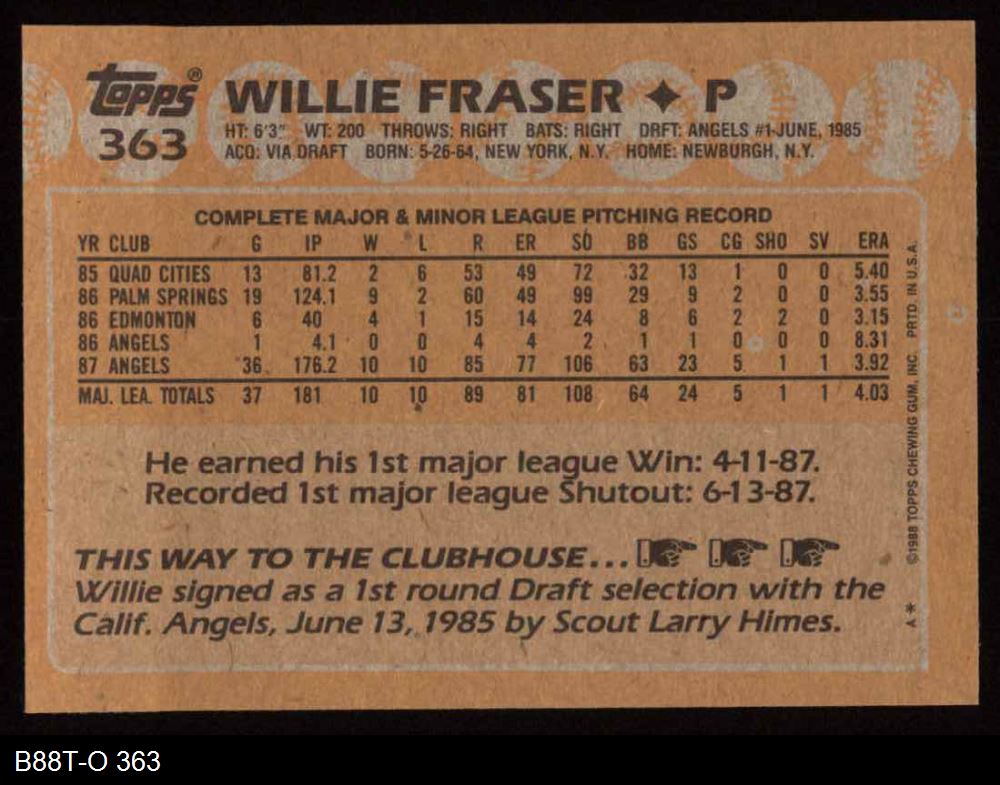 topps® WILLIE FRASER ✦ P
363
HT: 6'3" WT: 200 THROWS: RIGHT BATS: RIGHT DRFT: ANGELS #1-JUNE, 1985
ACQ: VIA DRAFT BORN: 5-26-64, NEW YORK, N.Y. HOME: NEWBURGH, N.Y.
COMPLETE MAJOR & MINOR LEAGUE PITCHING RECORD
YR CLUB G IP W L R ER SO BB GS CG SHO SV ERA
85 QUAD CITIES 13 81.2 2 6 53 49 72 32 13 1 0 0 5.40
86 PALM SPRINGS 19 124.1 9 2 60 49 99 29 9 2 0 0 3.55
86 EDMONTON 6 40 4 1 15 14 24 8 6 2 2 0 3.15
86 ANGELS 1 4.1 0 0 4 4 2 1 1 0 0 0 8.31
87 ANGELS 36 176.2 10 10 85 77 106 63 23 5 1 1 3.92
MAJ. LEA. TOTALS 37 181 10 10 89 81 108 64 24 5 1 1 4.03
He earned his 1st major league Win: 4-11-87.
Recorded 1st major league Shutout: 6-13-87.
THIS WAY TO THE CLUBHOUSE...
Willie signed as a 1st round Draft selection with the
Calif. Angels, June 13, 1985 by Scout Larry Himes.
A* ©1988 TOPPS CHEWING GUM, INC. PRTD. IN U.S.A.
B88T-O 363